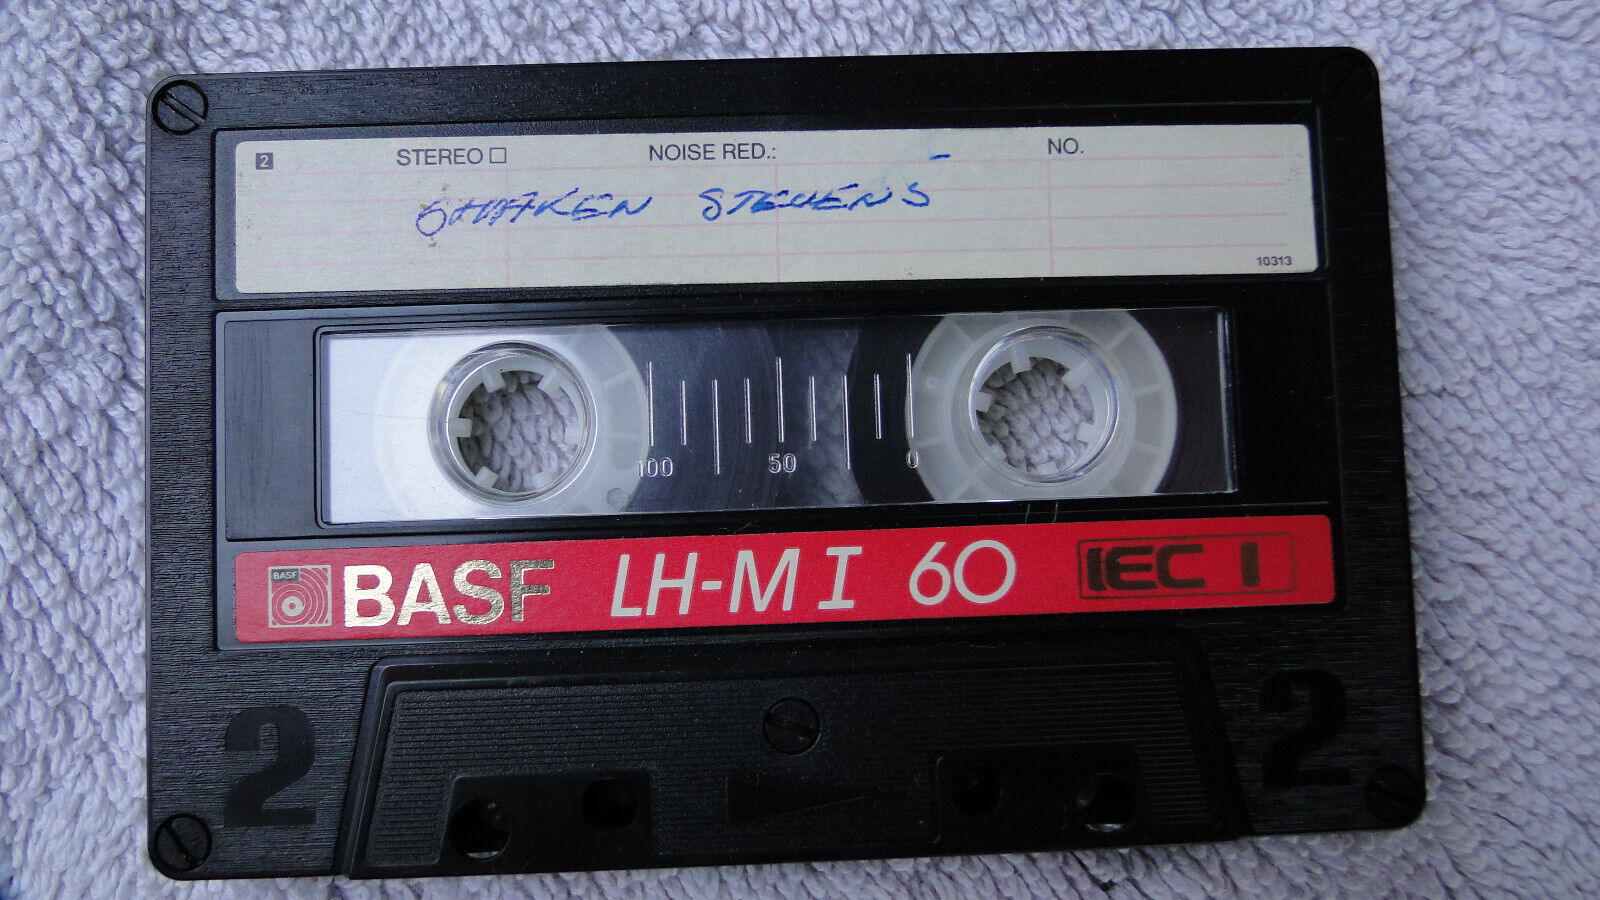 2 STEREO NOISE RED.: NO.
SHAKEN STEVENS
10313
100 50 0
BASF BASF LH-M I 60 IEC I
2 2